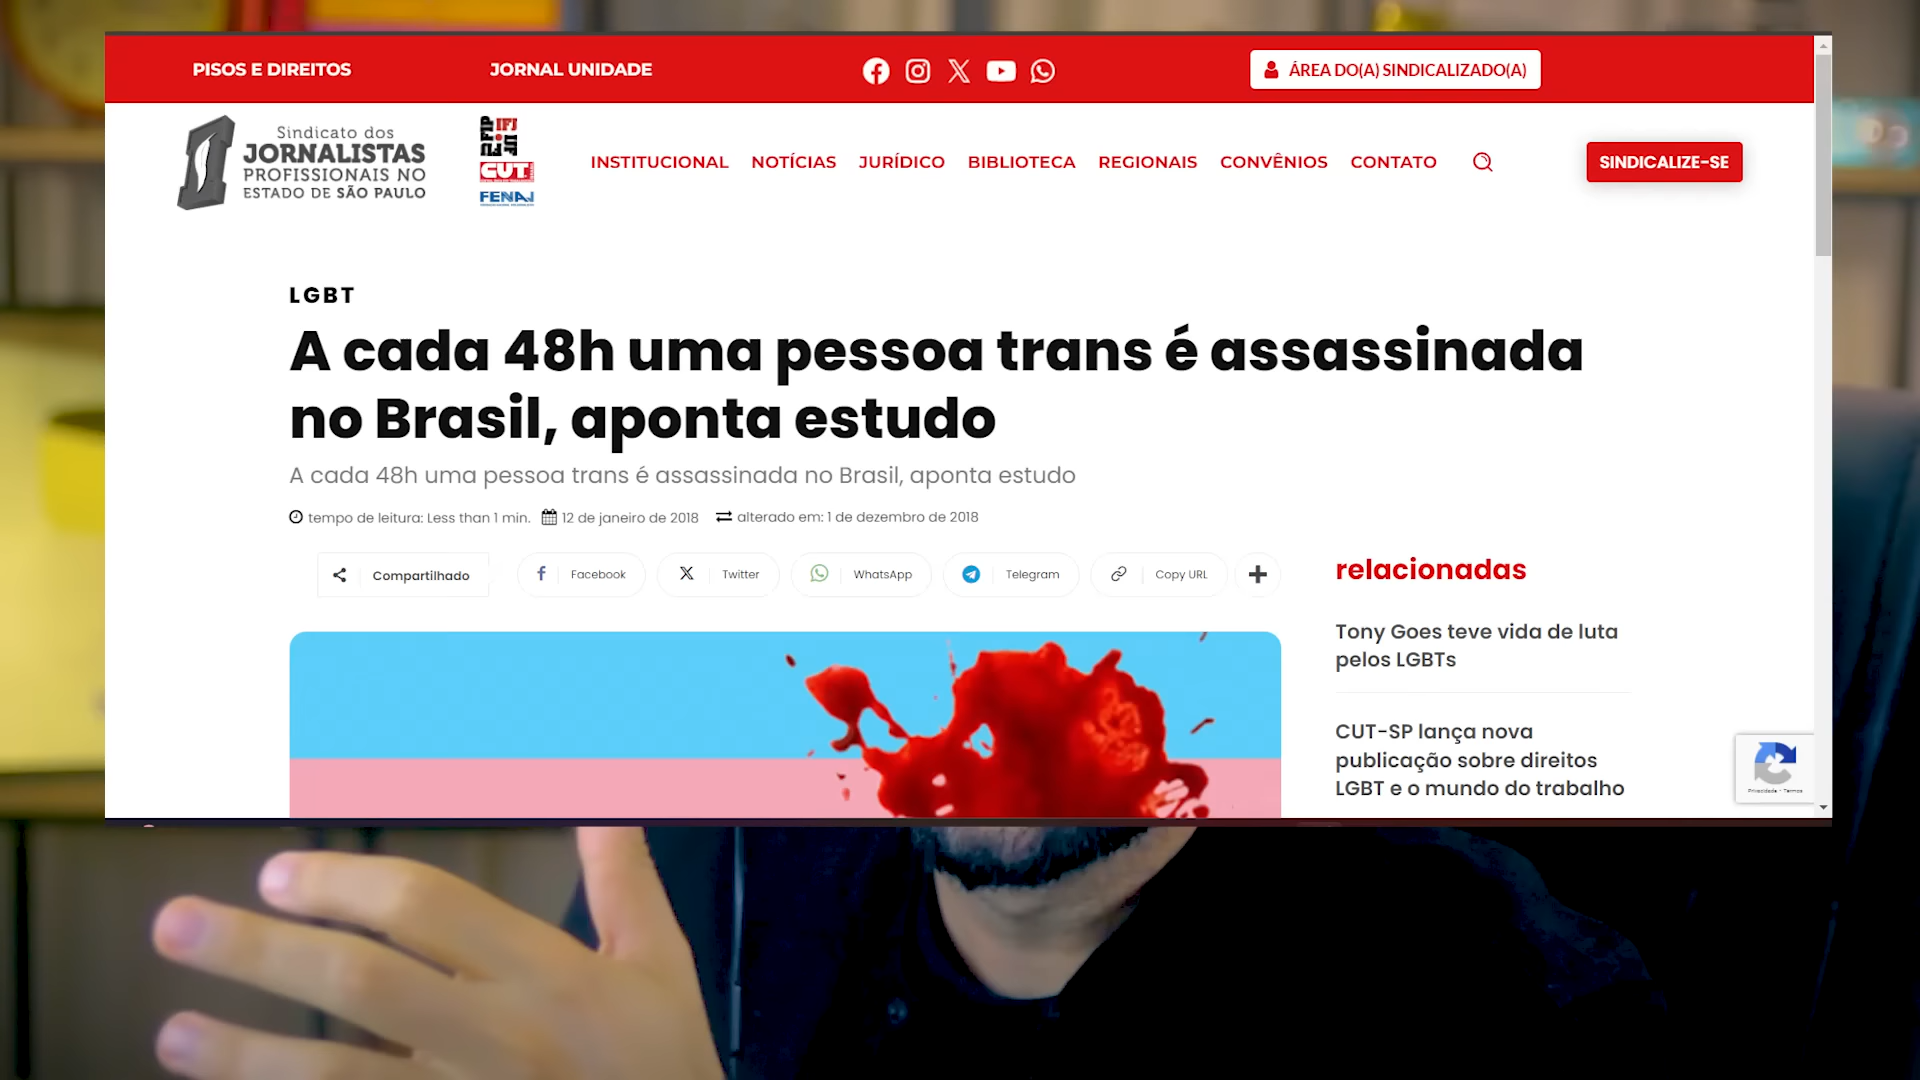 PISOS E DIREITOS
JORNAL UNIDADE
ÁREA DO(A) SINDICALIZADO(A)
Sindicato dos
JORNALISTAS
PROFISSIONAIS NO
ESTADO DE SÃO PAULO
FIP IFJ
CUT
FENAJ
INSTITUCIONAL NOTÍCIAS JURÍDICO BIBLIOTECA REGIONAIS CONVÊNIOS CONTATO
SINDICALIZE-SE
LGBT
A cada 48h uma pessoa trans é assassinada
no Brasil, aponta estudo
A cada 48h uma pessoa trans é assassinada no Brasil, aponta estudo
tempo de leitura: Less than 1 min. 12 de janeiro de 2018 alterado em: 1 de dezembro de 2018
Compartilhado Facebook Twitter WhatsApp Telegram Copy URL
relacionadas
Tony Goes teve vida de luta
pelos LGBTs
CUT-SP lança nova
publicação sobre direitos
LGBT e o mundo do trabalho
Privacidade - Termos